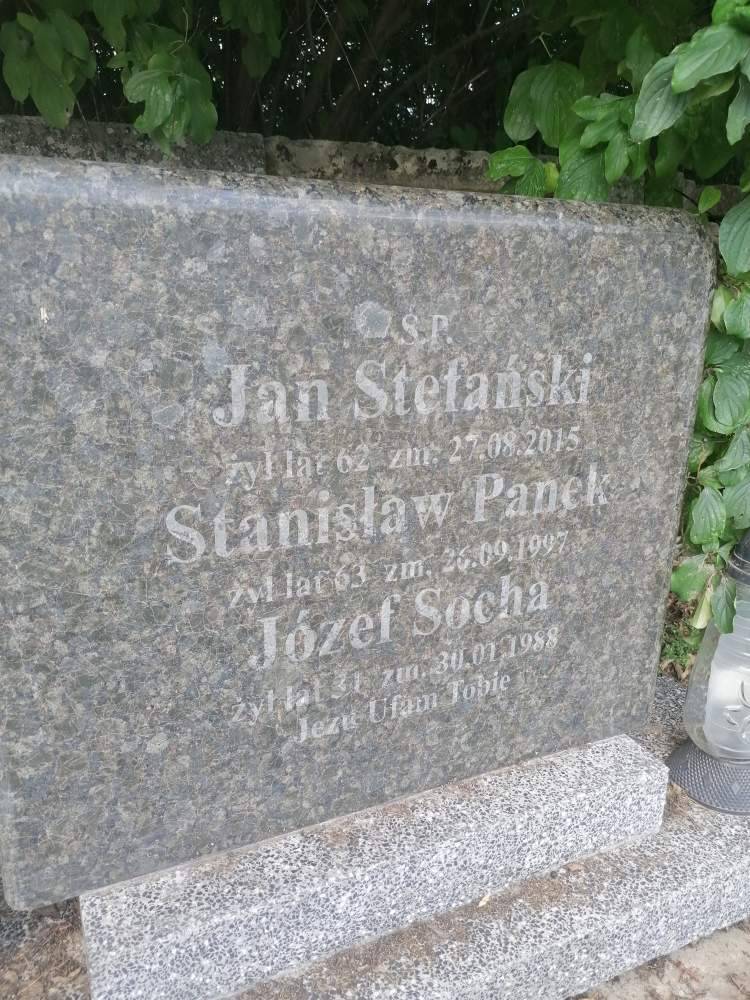 Ś.P.
Jan Stefański
żył lat 62 zm. 27.08.2015
Stanisław Panek
żył lat 63 zm. 26.09.1997
Józef Socha
żył lat 31 zm. 30.01.1988
Jezu Ufam Tobie